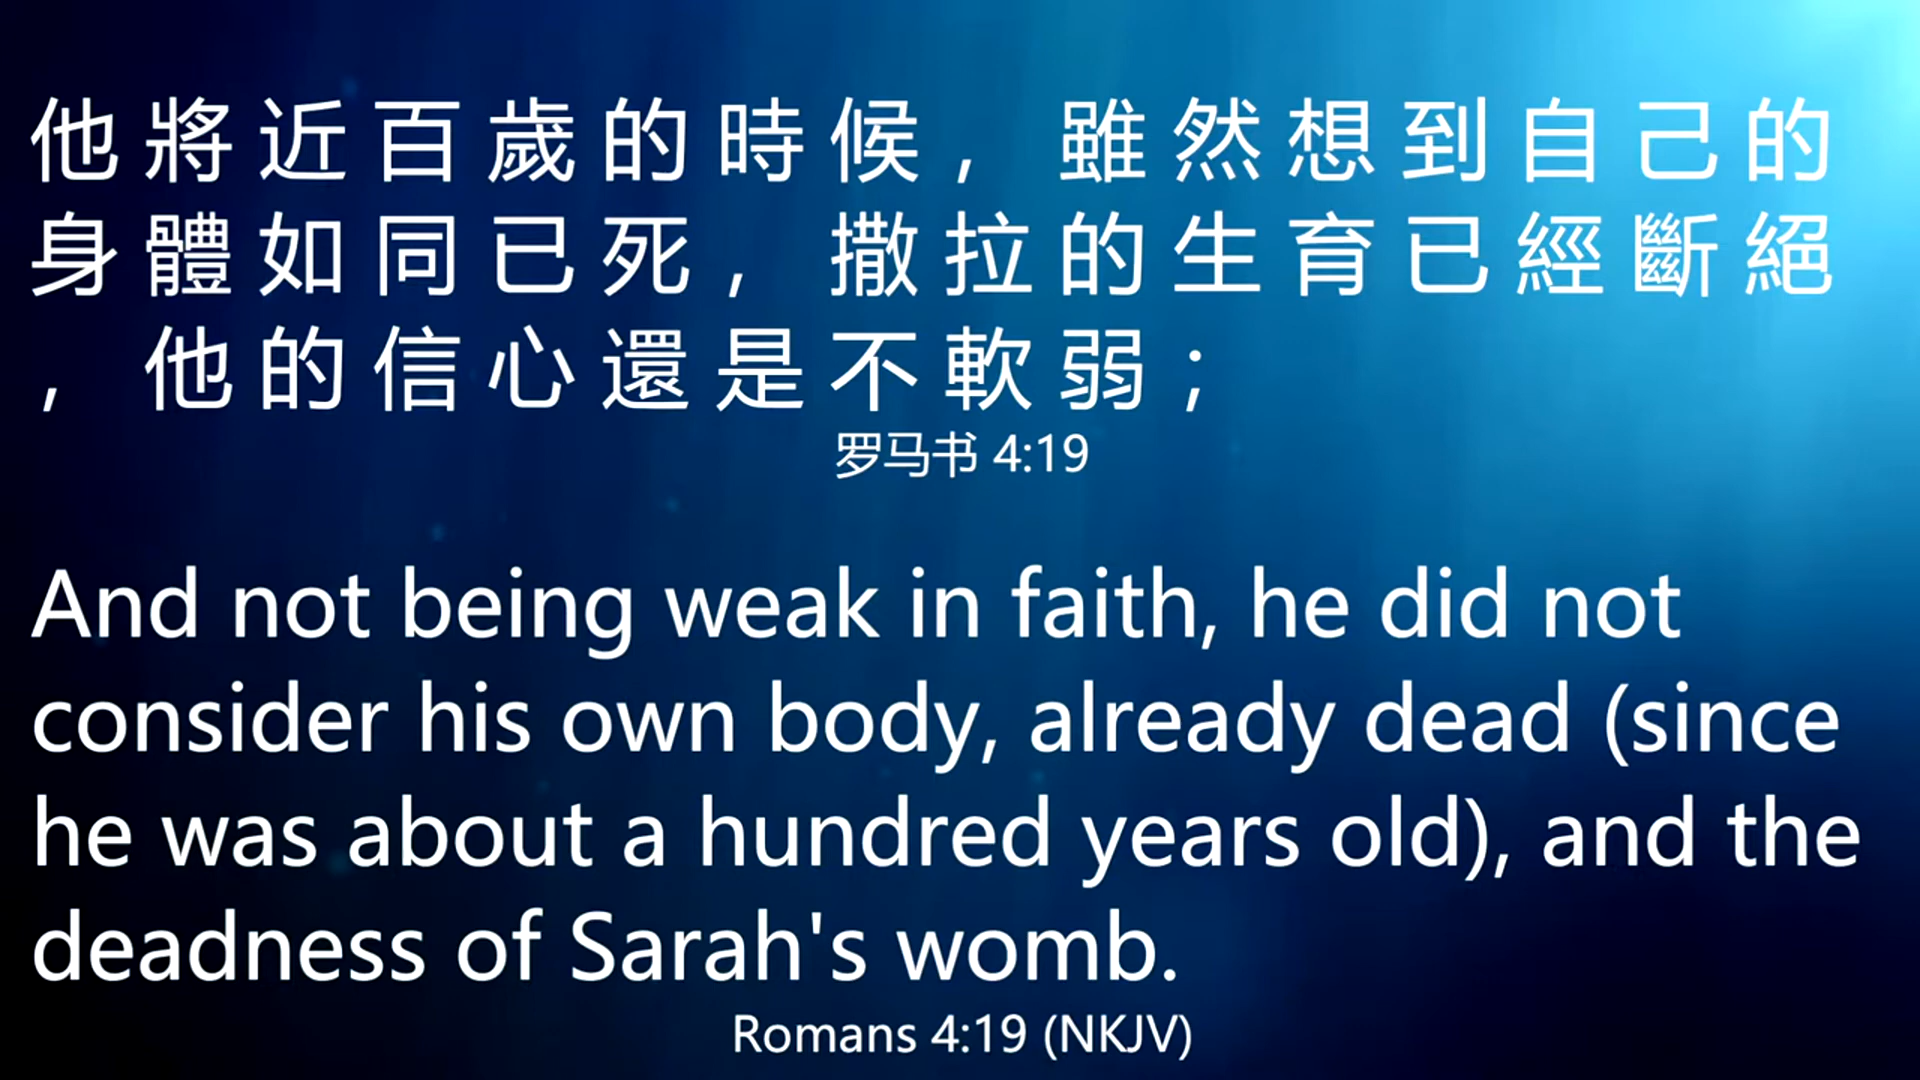 他將近百歲的時候，雖然想到自己的
身體如同已死，撒拉的生育已經斷絕
，他的信心還是不軟弱；
罗马书 4:19
And not being weak in faith, he did not
consider his own body, already dead (since
he was about a hundred years old), and the
deadness of Sarah's womb.
Romans 4:19 (NKJV)